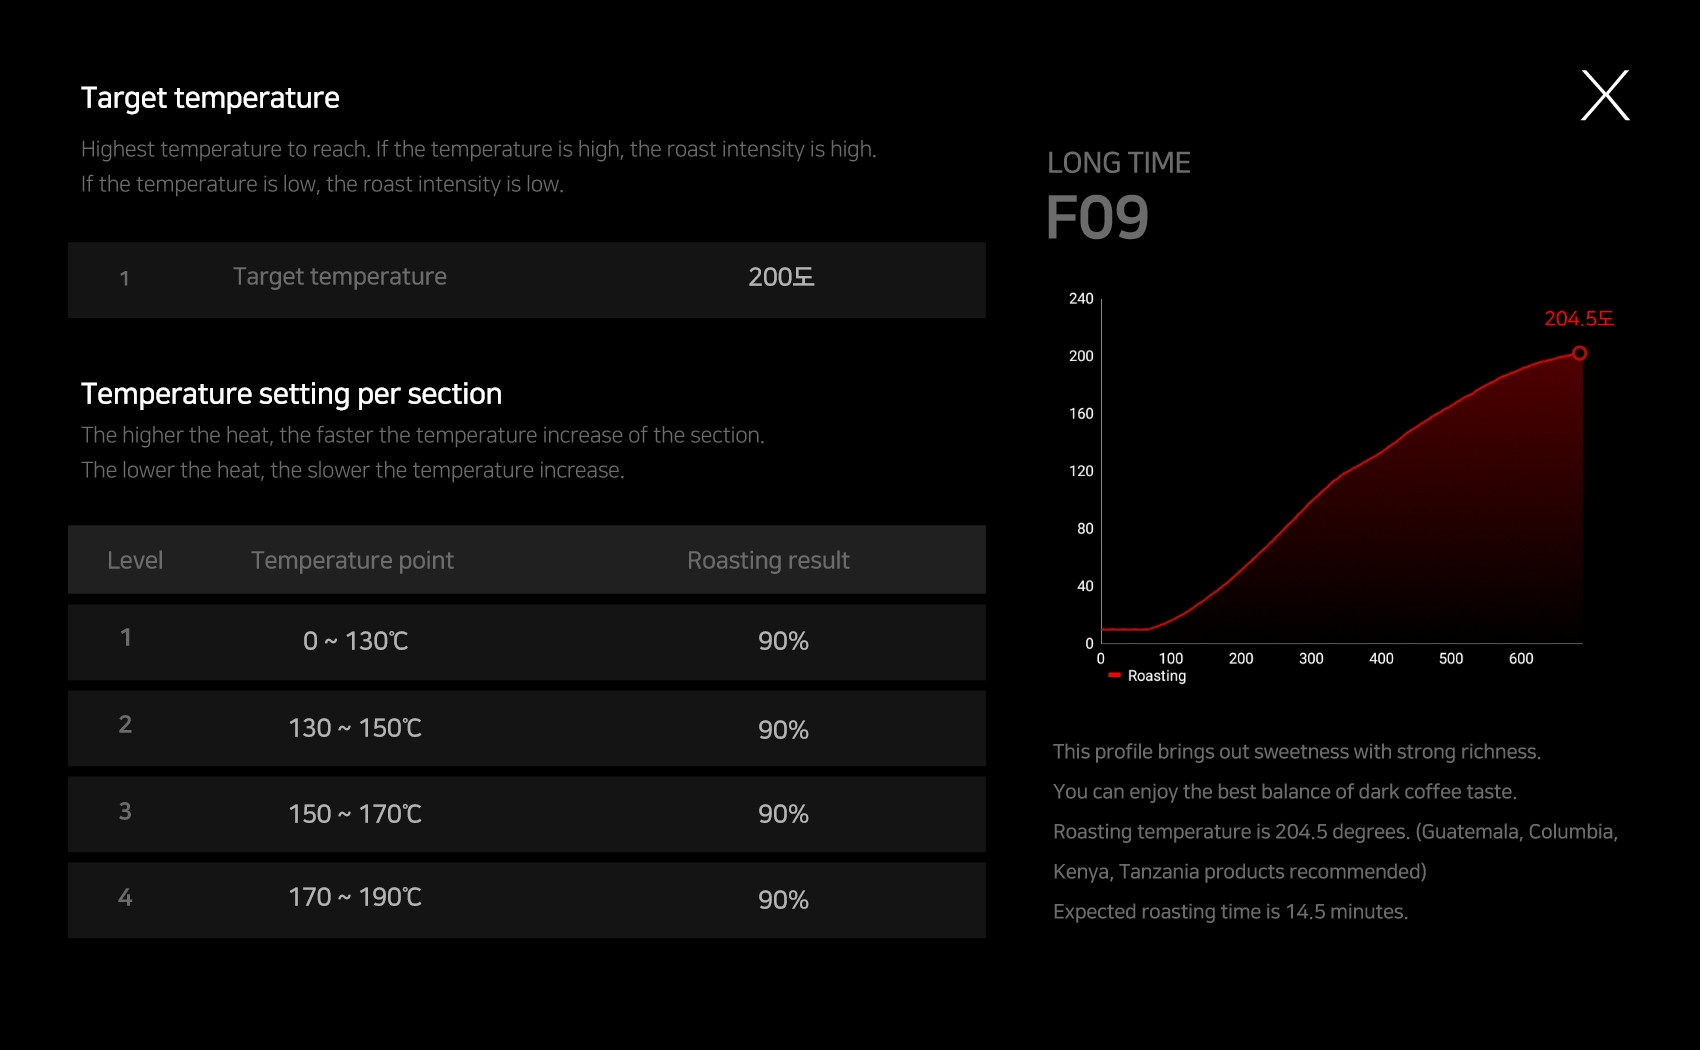 Target temperature
Highest temperature to reach. If the temperature is high, the roast intensity is high.
If the temperature is low, the roast intensity is low.
1 Target temperature 200도
Temperature setting per section
The higher the heat, the faster the temperature increase of the section.
The lower the heat, the slower the temperature increase.
Level Temperature point Roasting result
1 0 ~ 130℃ 90%
2 130 ~ 150℃ 90%
3 150 ~ 170℃ 90%
4 170 ~ 190℃ 90%
X
LONG TIME
F09
240
204.5도
200
160
120
80
40
0
0 100 200 300 400 500 600
Roasting
This profile brings out sweetness with strong richness.
You can enjoy the best balance of dark coffee taste.
Roasting temperature is 204.5 degrees. (Guatemala, Columbia,
Kenya, Tanzania products recommended)
Expected roasting time is 14.5 minutes.